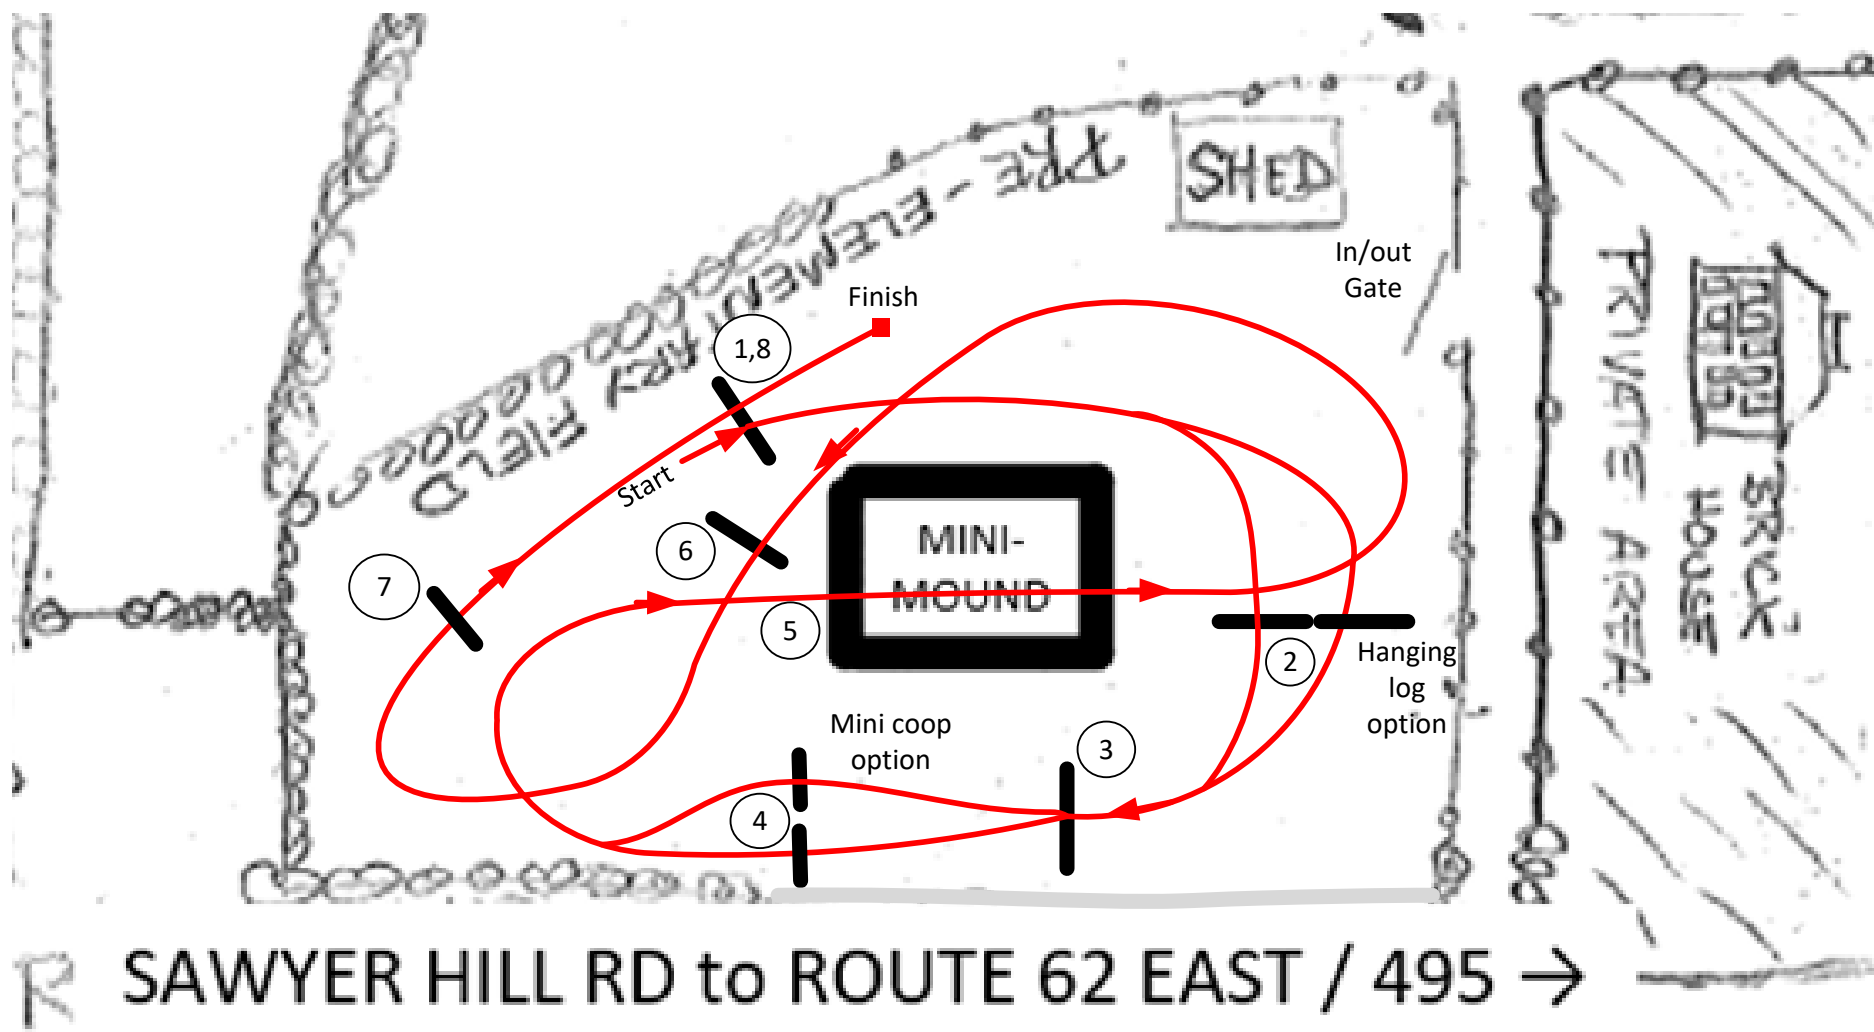 PRE-ELEMENTARY FIELD
SHED
In/out
Gate
Finish
1,8
Start
MINI-
MOUND
6
7
5
2
Hanging
log
option
Mini coop
option
3
4
PRIVATE AREA
BRICK
HOUSE
R SAWYER HILL RD to ROUTE 62 EAST / 495 →